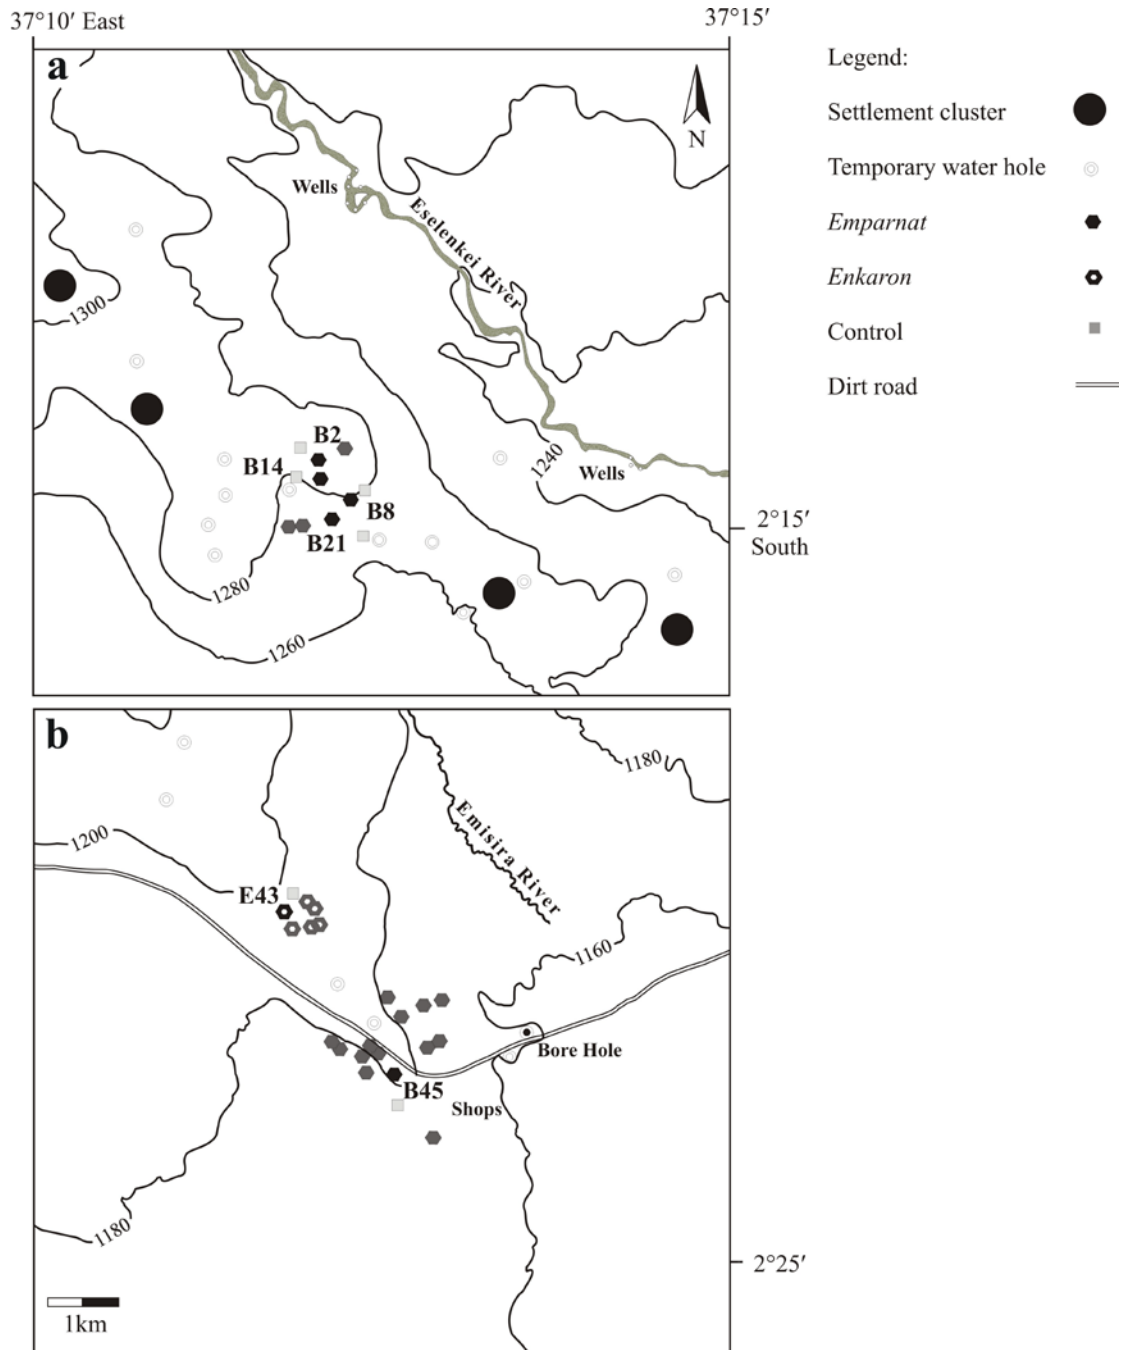 37°10′ East
37°15′
a
N
Wells
Eselenkei River
1300
B2
B14
B8
B21
1240
Wells
2°15′
South
1280
1260
Legend:
Settlement cluster
Temporary water hole
Emparnat
Enkaron
Control
Dirt road
b
1180
Emisira River
1200
E43
1160
Bore Hole
B45
Shops
1180
2°25′
1km